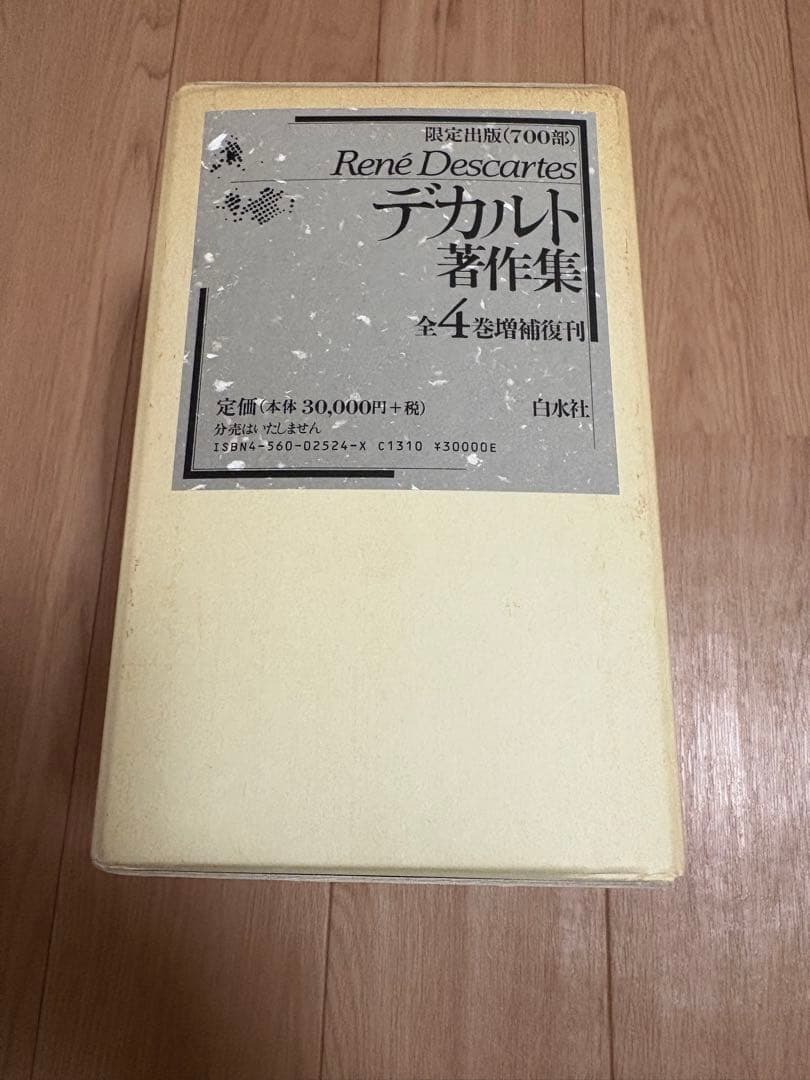 限定出版(700部)
René Descartes
デカルト
著作集
全4巻増補復刊
定価(本体 30,000円+税)
白水社
分売はいたしません
ISBN4-560-02524-X C1310 ¥30000E